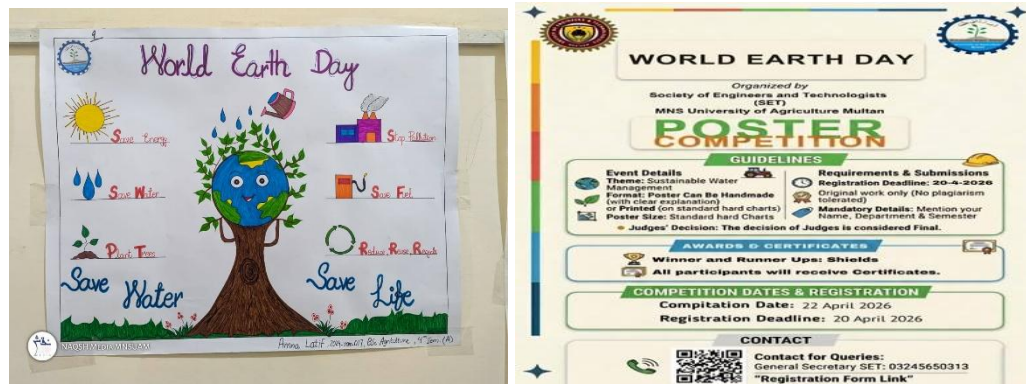 World Earth Day
Save Energy
Stop Pollution
Save Water
Plant Trees
Save Water
Save Life
NAQSH MEDIA MNSUAM
WORLD EARTH DAY
Organized by
Society of Engineers and Technologists
(SET)
MNS University of Agriculture Multan
POSTER
COMPETITION
GUIDELINES
Event Details
Theme: Sustainable Water
Management
Format: Poster Can Be Handmade
(with clear explanation)
or Printed (on standard hard charts)
Poster Size: Standard hard Charts
Requirements & Submissions
Registration Deadline: 20-4-2026
Original work only (No plagiarism
tolerated)
Mandatory Details: Mention your
Name, Department & Semester
Judges' Decision: The decision of Judges is considered Final.
AWARDS & CERTIFICATES
Winner and Runner Ups: Shields
All participants will receive Certificates.
COMPETITION DATES & REGISTRATION
Compitation Date: 22 April 2026
Registration Deadline: 20 April 2026
CONTACT
Contact for Queries:
General Secretary SET: 03245650313
"Registration Form Link"